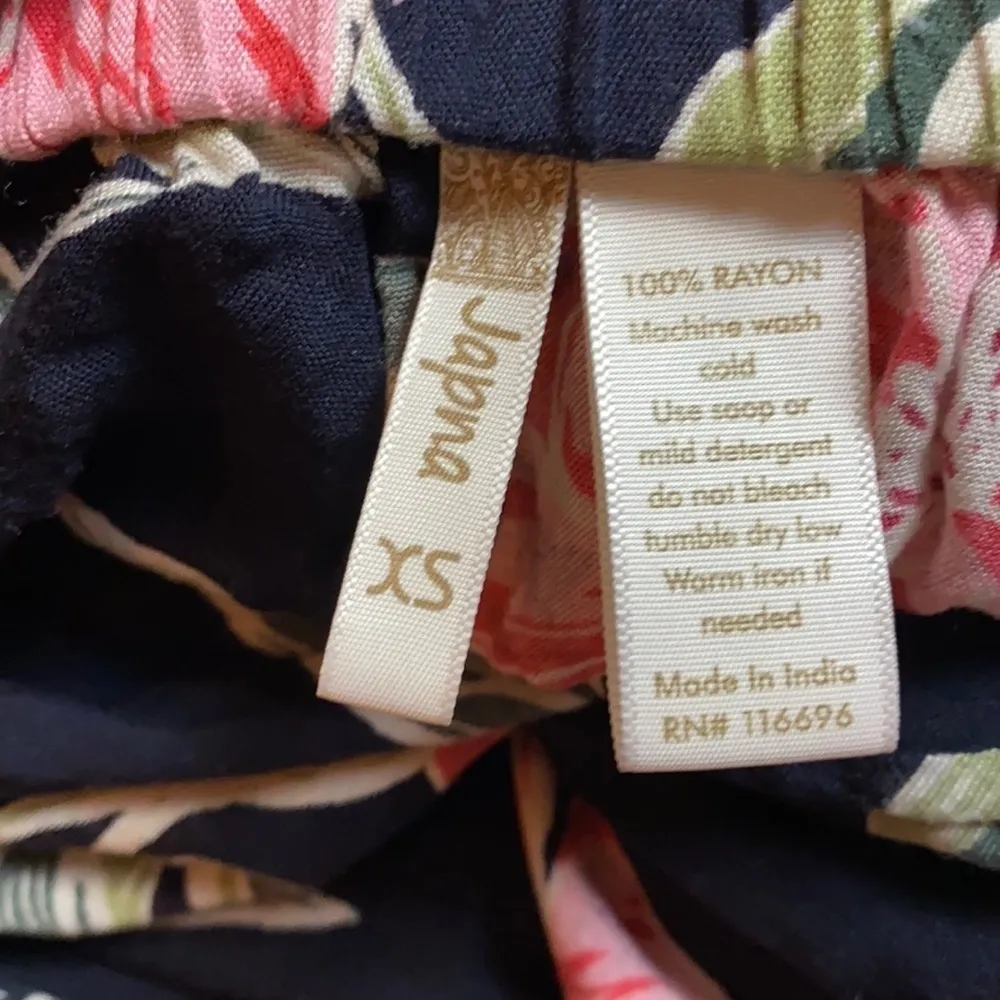 Japna
XS
100% RAYON
Machine wash
cold
Use soap or
mild detergent
do not bleach
tumble dry low
Warm iron if
needed
Made In India
RN# 116696